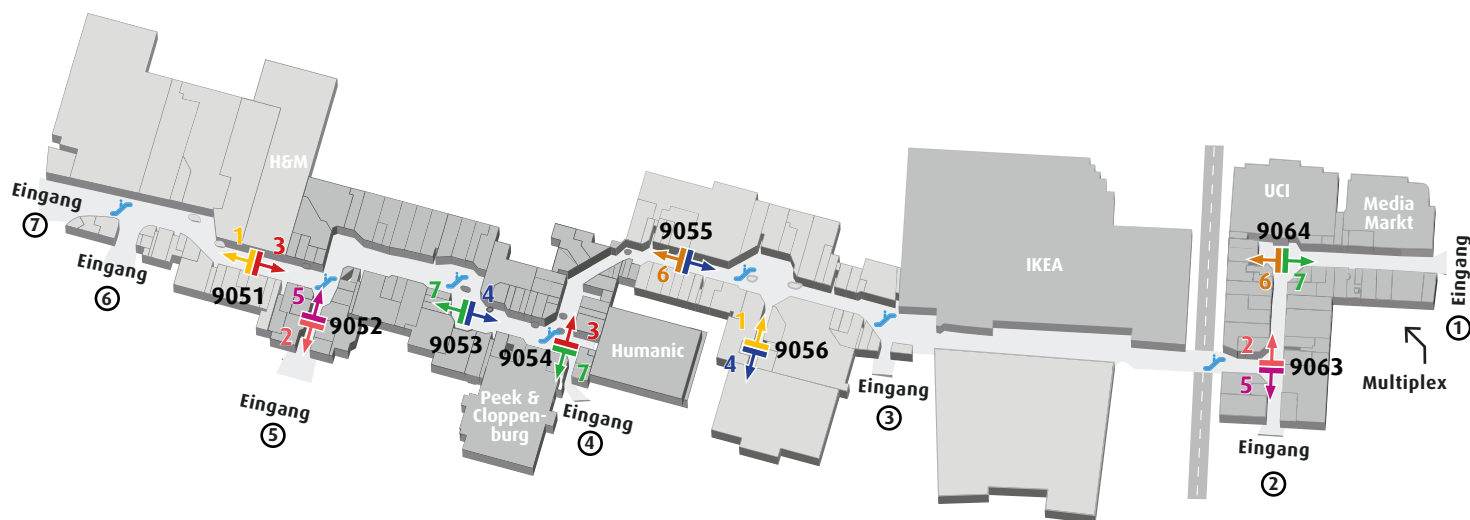 H&M
Eingang
7
Eingang
6
1
3
9051
5
2
9052
Eingang
5
7
4
9053
9054
3
7
Peek &
Cloppen-
burg
Humanic
Eingang
4
9055
6
1
4
9056
Eingang
3
IKEA
UCI
Media
Markt
9064
6
7
Eingang
1
2
5
9063
Multiplex
Eingang
2